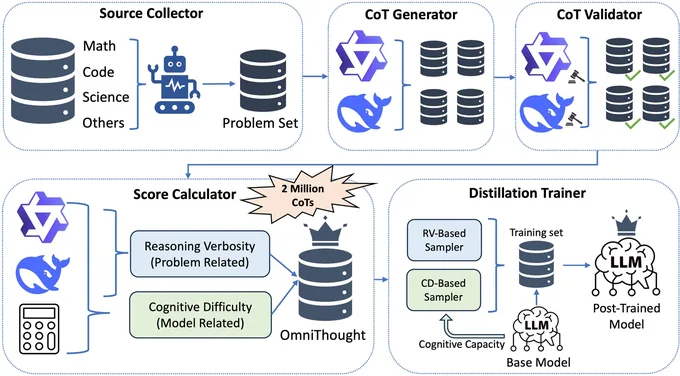 Source Collector
Math
Code
Science
Others
Problem Set
CoT Generator
CoT Validator
Score Calculator
2 Million
CoTs
Reasoning Verbosity
(Problem Related)
Cognitive Difficulty
(Model Related)
OmniThought
Distillation Trainer
RV-Based
Sampler
CD-Based
Sampler
Training set
Cognitive Capacity
LLM
Base Model
LLM
Post-Trained
Model